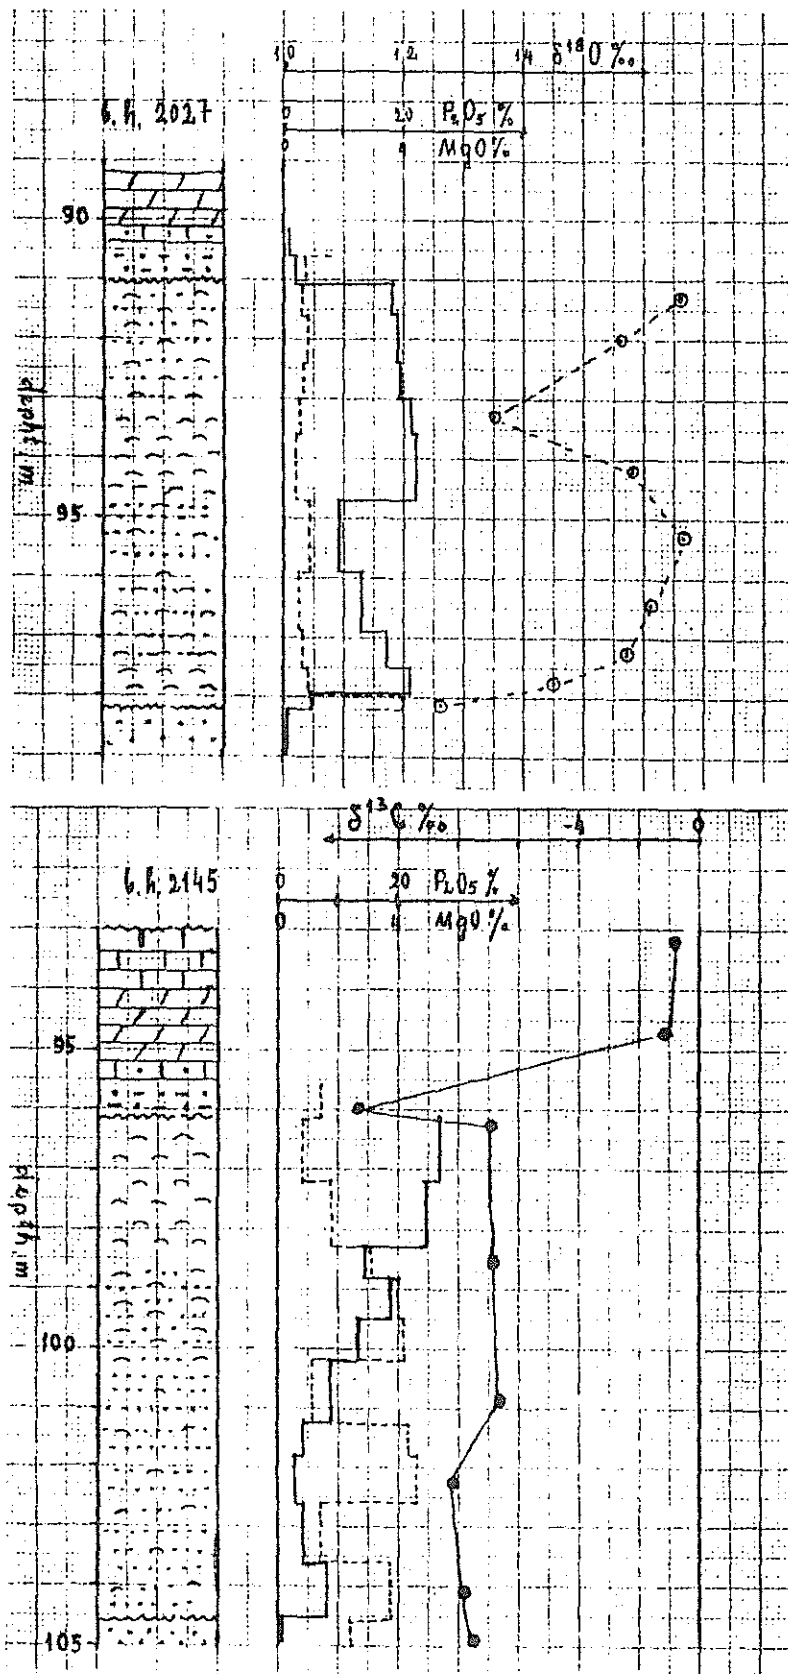 10 12 14 δ¹⁸O ‰
b. h. 2027
0 20 P₂O₅ %
0 4 MgO %
90
depht, m
95
δ¹³C ‰ -4 0
b. h. 2145
0 20 P₂O₅ %
0 4 MgO %
95
depth, m
100
105